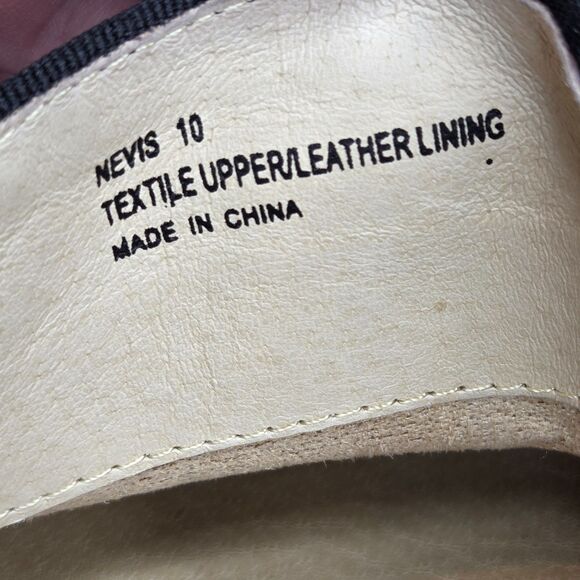 NEVIS 10
TEXTILE UPPER/LEATHER LINING
MADE IN CHINA